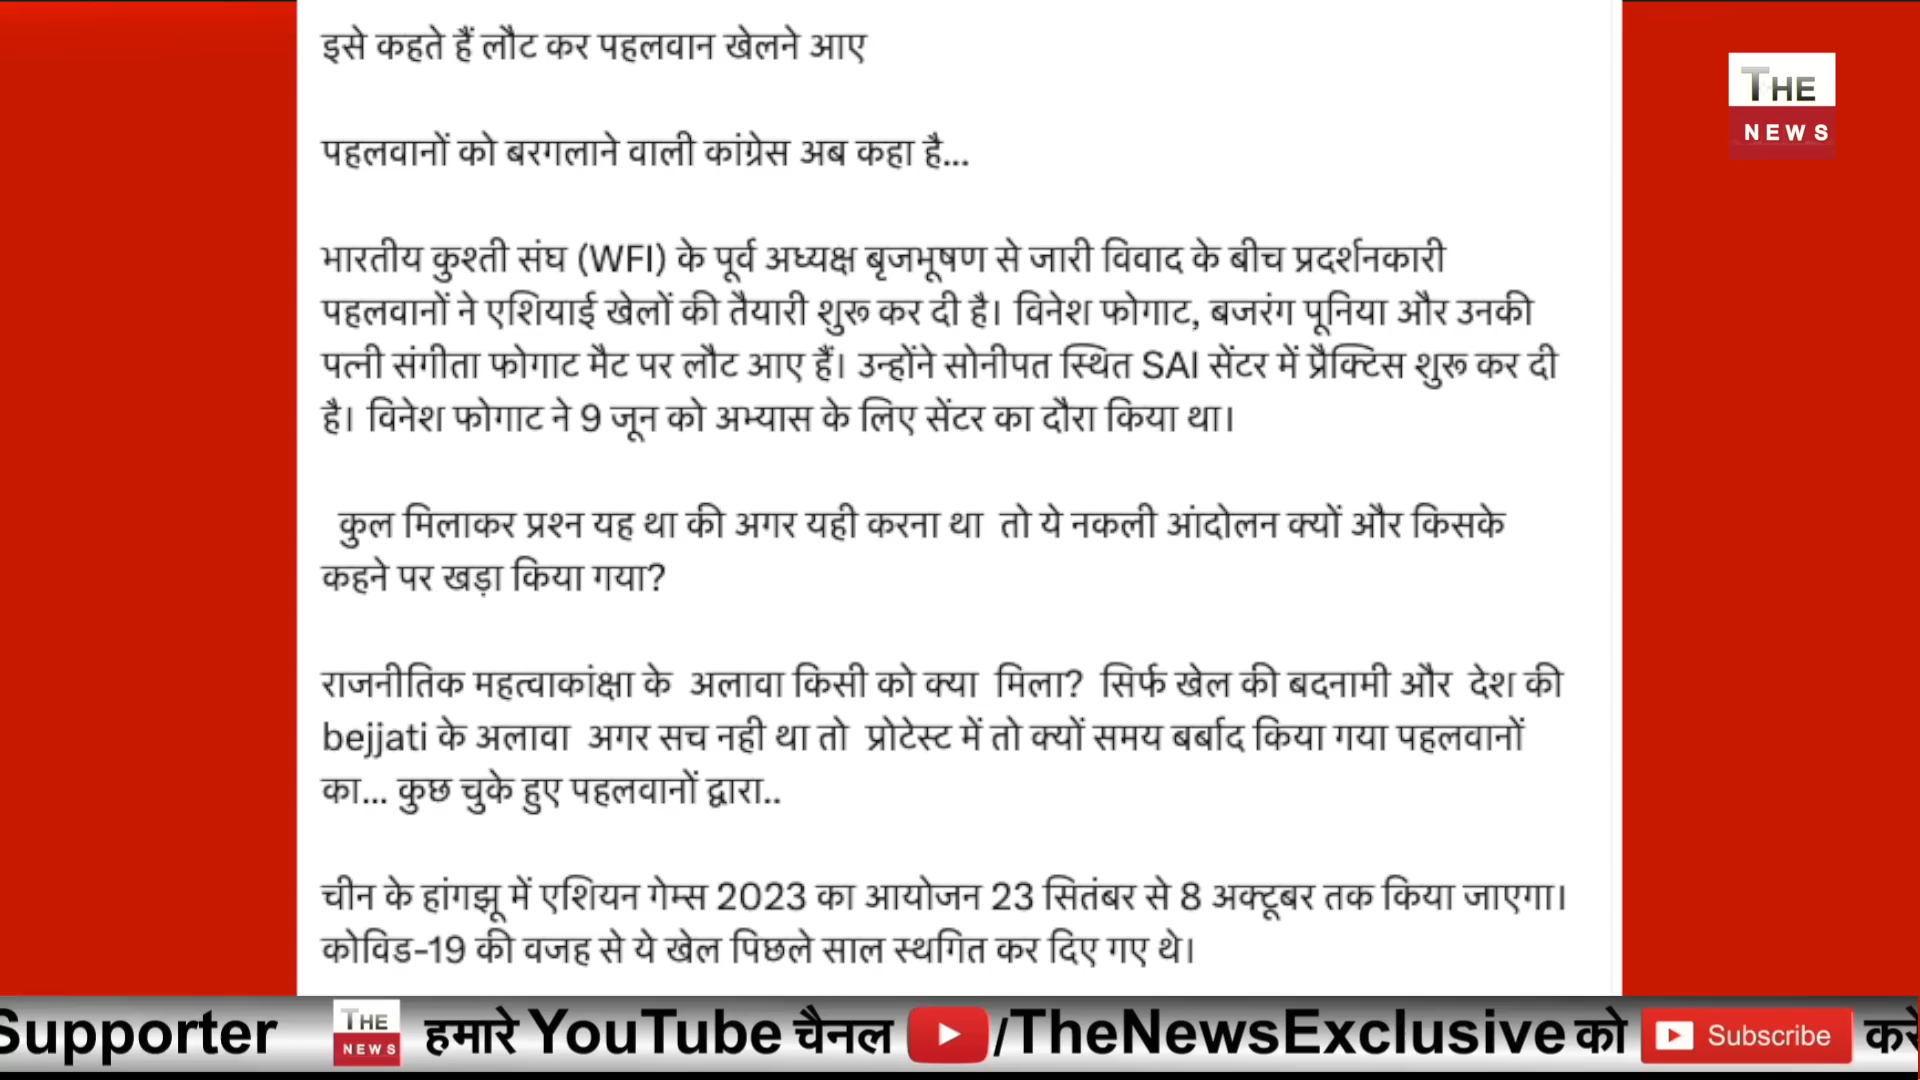 इसे कहते हैं लौट कर पहलवान खेलने आए
THE
NEWS
पहलवानों को बरगलाने वाली कांग्रेस अब कहा है...
भारतीय कुश्ती संघ (WFI) के पूर्व अध्यक्ष बृजभूषण से जारी विवाद के बीच प्रदर्शनकारी
पहलवानों ने एशियाई खेलों की तैयारी शुरू कर दी है। विनेश फोगाट, बजरंग पूनिया और उनकी
पत्नी संगीता फोगाट मैट पर लौट आए हैं। उन्होंने सोनीपत स्थित SAI सेंटर में प्रैक्टिस शुरू कर दी
है। विनेश फोगाट ने 9 जून को अभ्यास के लिए सेंटर का दौरा किया था।
कुल मिलाकर प्रश्न यह था की अगर यही करना था तो ये नकली आंदोलन क्यों और किसके
कहने पर खड़ा किया गया?
राजनीतिक महत्वाकांक्षा के अलावा किसी को क्या मिला? सिर्फ खेल की बदनामी और देश की
bejjati के अलावा अगर सच नही था तो प्रोटेस्ट में तो क्यों समय बर्बाद किया गया पहलवानों
का... कुछ चुके हुए पहलवानों द्वारा..
चीन के हांगझू में एशियन गेम्स 2023 का आयोजन 23 सितंबर से 8 अक्टूबर तक किया जाएगा।
कोविड-19 की वजह से ये खेल पिछले साल स्थगित कर दिए गए थे।
Supporter THE NEWS हमारे YouTube चैनल /TheNewsExclusive को Subscribe करे